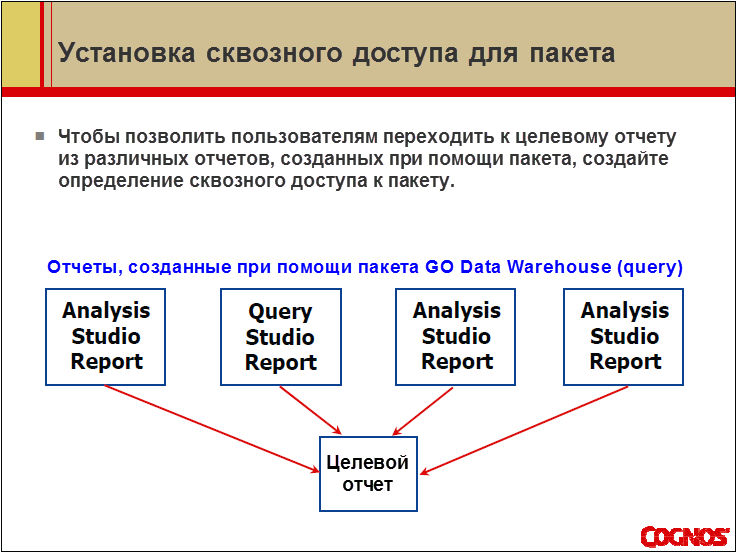 Установка сквозного доступа для пакета
Чтобы позволить пользователям переходить к целевому отчету
из различных отчетов, созданных при помощи пакета, создайте
определение сквозного доступа к пакету.
Отчеты, созданные при помощи пакета GO Data Warehouse (query)
Analysis
Studio
Report
Query
Studio
Report
Analysis
Studio
Report
Analysis
Studio
Report
Целевой
отчет
COGNOS